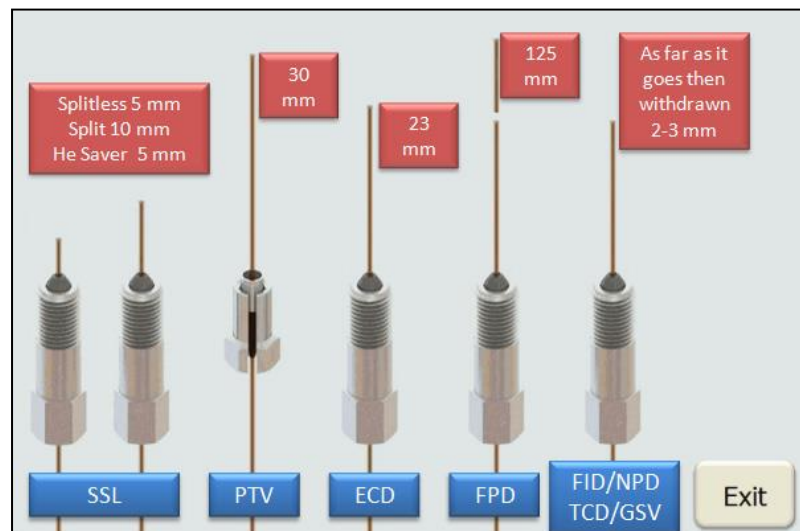 Splitless 5 mm
Split 10 mm
He Saver 5 mm
30
mm
23
mm
125
mm
As far as it
goes then
withdrawn
2-3 mm
SSL
PTV
ECD
FPD
FID/NPD
TCD/GSV
Exit